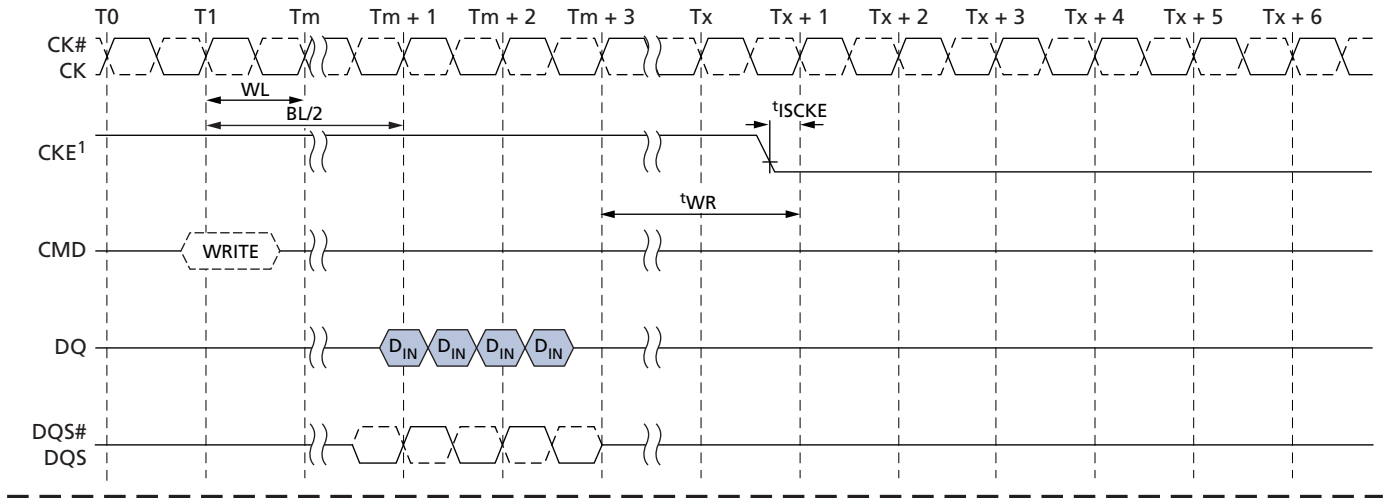 T0 T1 Tm Tm + 1 Tm + 2 Tm + 3 Tx Tx + 1 Tx + 2 Tx + 3 Tx + 4 Tx + 5 Tx + 6
CK#
CK
WL
BL/2
tISCKE
CKE1
tWR
CMD WRITE
DQ DIN DIN DIN DIN
DQS#
DQS